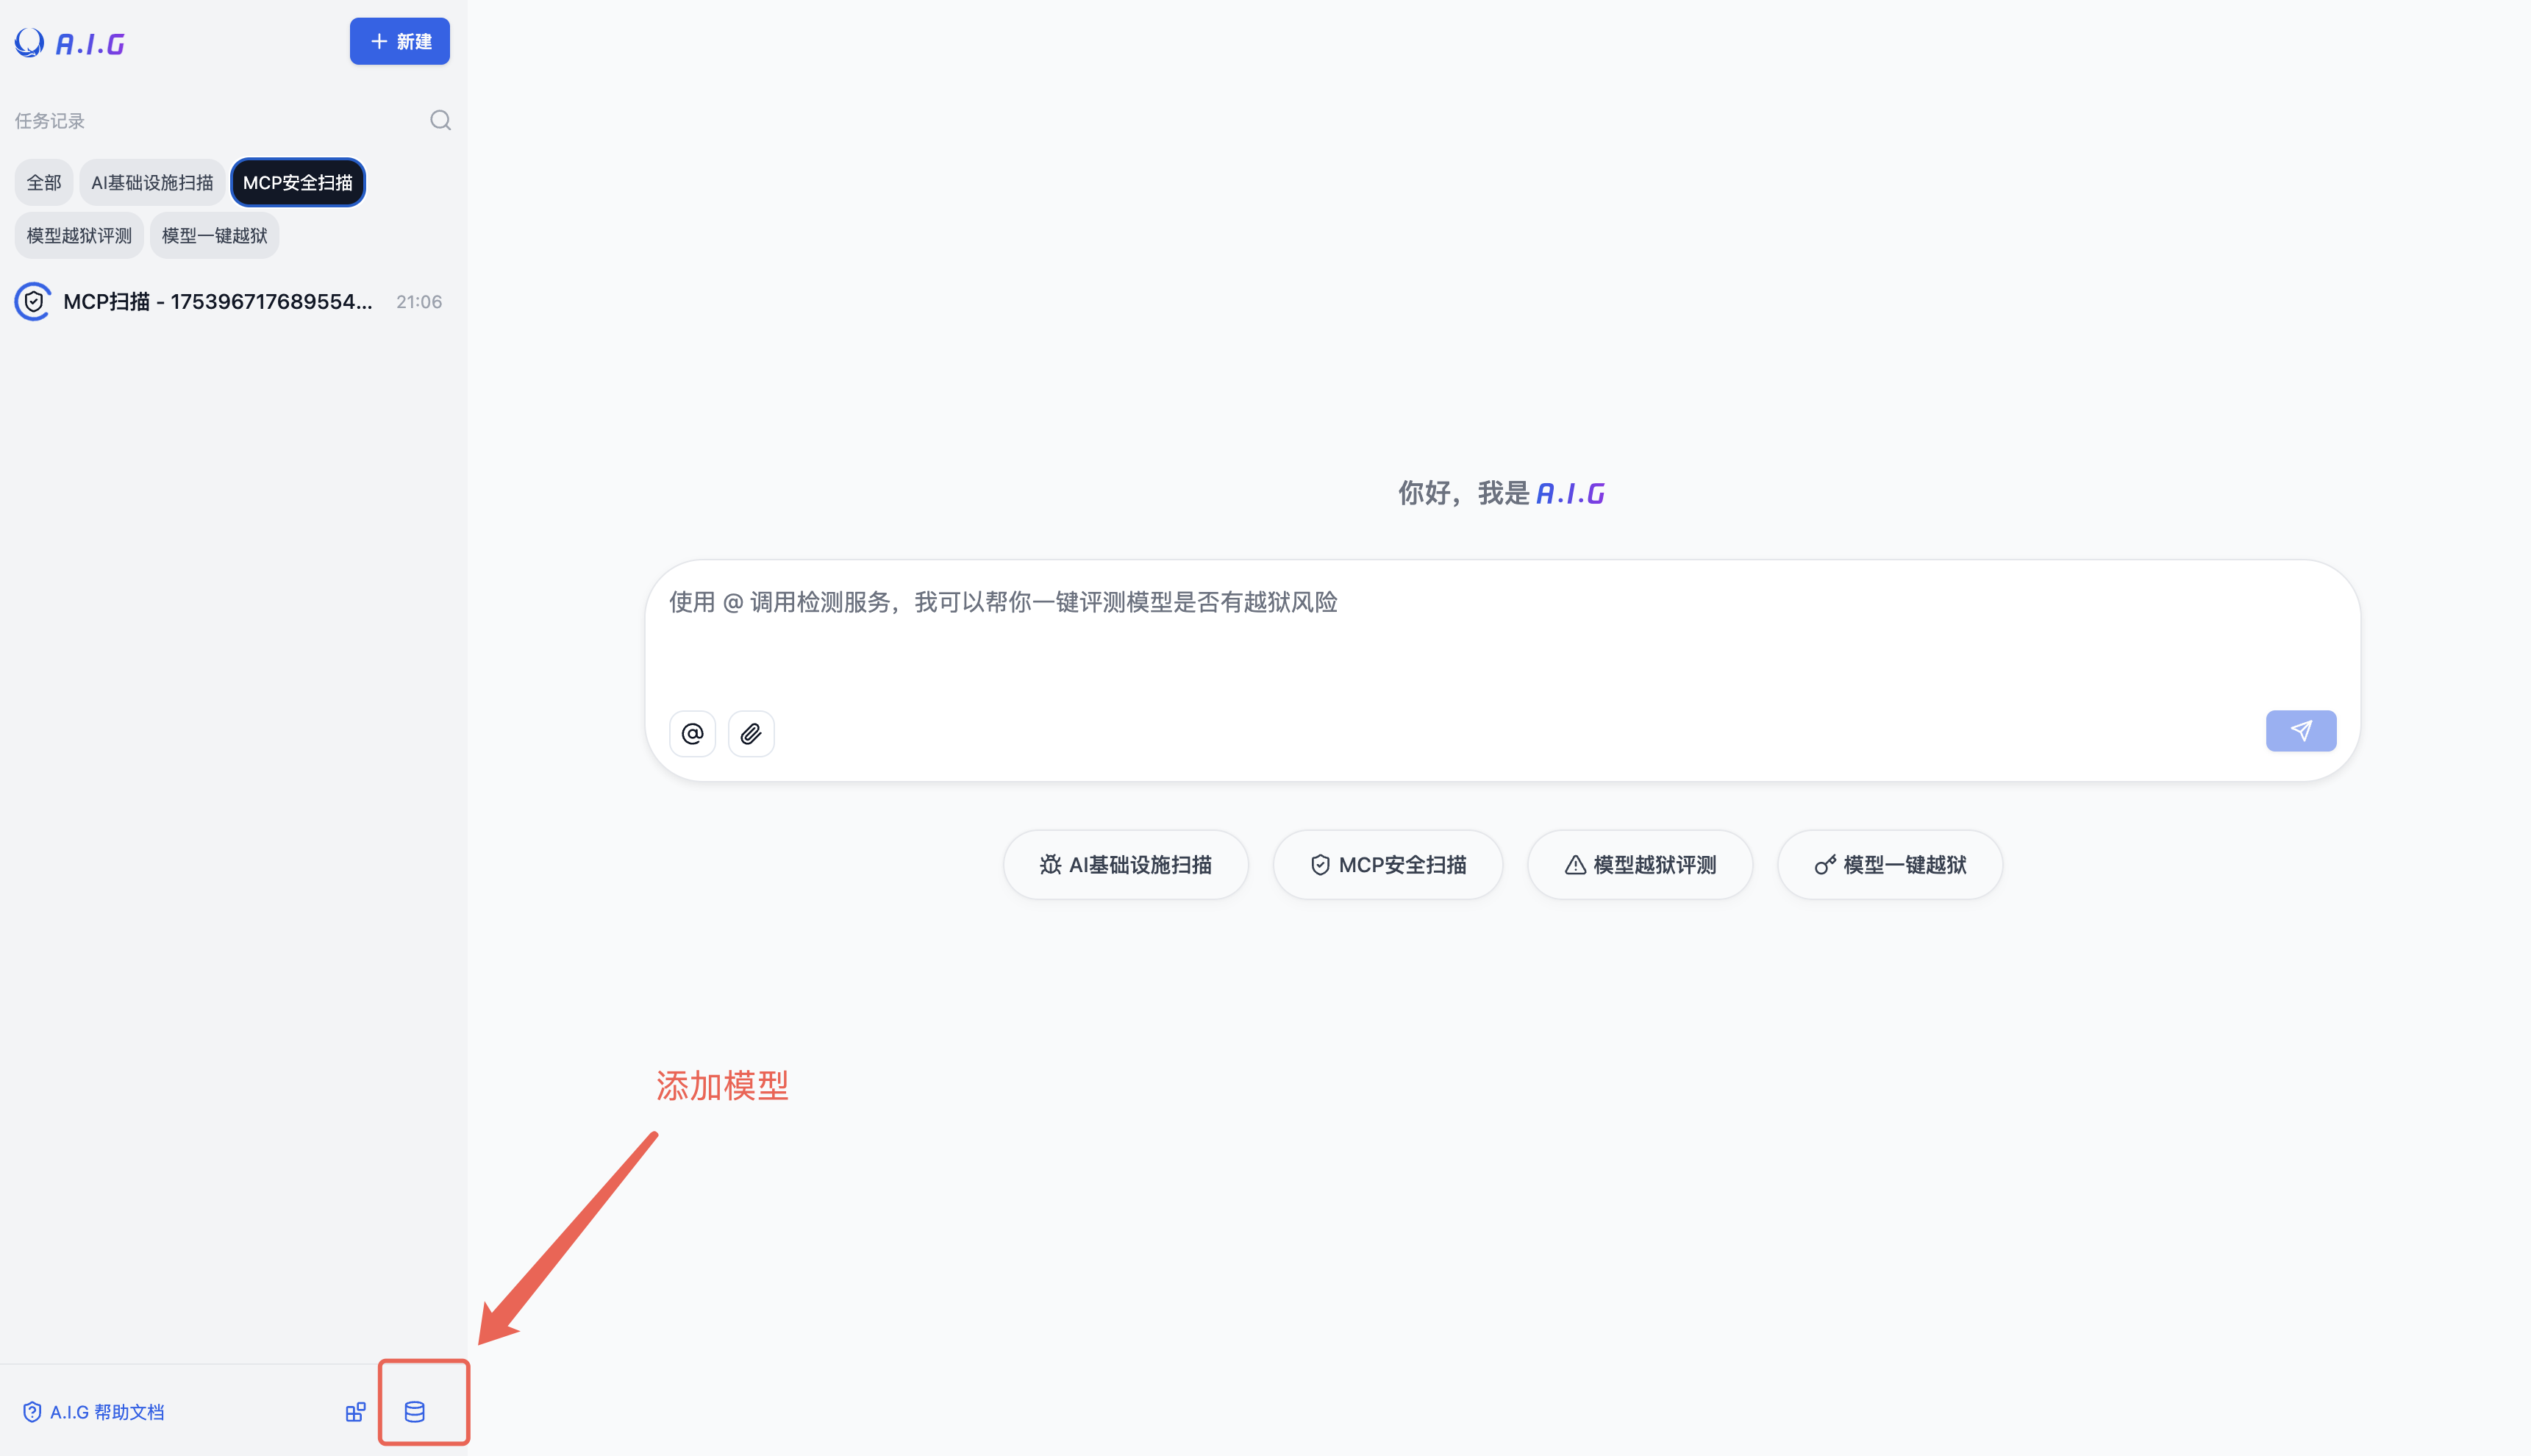 A.I.G
新建
任务记录
全部 AI基础设施扫描 MCP安全扫描
模型越狱评测 模型一键越狱
MCP扫描 - 175396717689554... 21:06
你好，我是 A.I.G
使用 @ 调用检测服务，我可以帮你一键评测模型是否有越狱风险
AI基础设施扫描 MCP安全扫描 模型越狱评测 模型一键越狱
添加模型
A.I.G 帮助文档